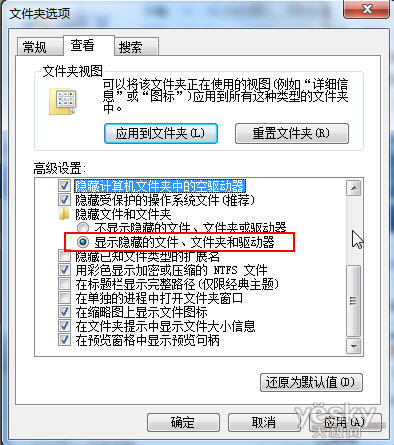 文件夹选项
常规 查看 搜索
文件夹视图
可以将该文件夹正在使用的视图(例如“详细信
息”或“图标”)应用到所有这种类型的文件夹
中。
应用到文件夹(L) 重置文件夹(R)
高级设置:
隐藏计算机文件夹中的空驱动器
隐藏受保护的操作系统文件(推荐)
隐藏文件和文件夹
不显示隐藏的文件、文件夹或驱动器
显示隐藏的文件、文件夹和驱动器
隐藏已知文件类型的扩展名
用彩色显示加密或压缩的 NTFS 文件
在标题栏显示完整路径(仅限经典主题)
在单独的进程中打开文件夹窗口
在缩略图上显示文件图标
在文件夹提示中显示文件大小信息
在预览窗格中显示预览句柄
还原为默认值(D)
确定 取消 应用(A)
yesky